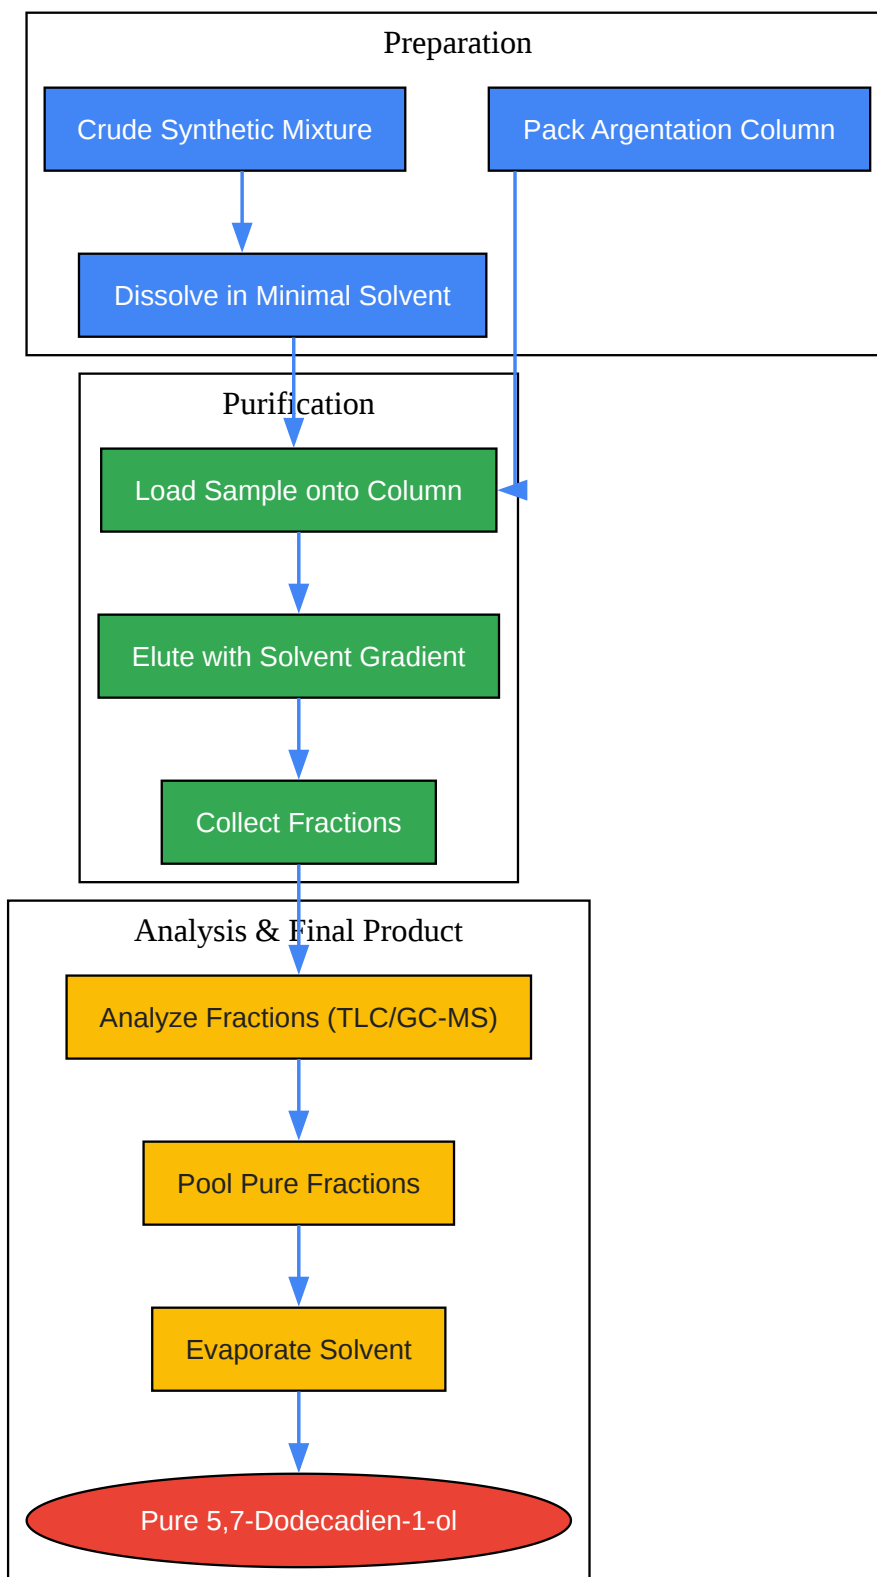 Preparation
Crude Synthetic Mixture
Pack Argentation Column
Dissolve in Minimal Solvent
Purification
Load Sample onto Column
Elute with Solvent Gradient
Collect Fractions
Analysis & Final Product
Analyze Fractions (TLC/GC-MS)
Pool Pure Fractions
Evaporate Solvent
Pure 5,7-Dodecadien-1-ol